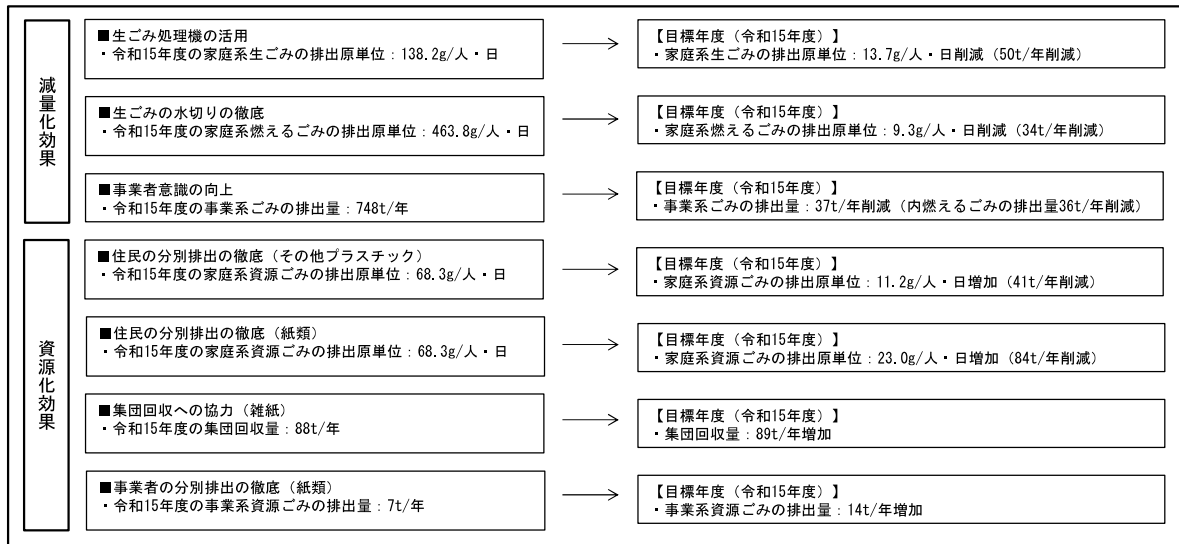 減量化効果
■生ごみ処理機の活用
・令和15年度の家庭系生ごみの排出原単位：138.2g/人・日
【目標年度（令和15年度）】
・家庭系生ごみの排出原単位：13.7g/人・日削減（50t/年削減）
■生ごみの水切りの徹底
・令和15年度の家庭系燃えるごみの排出原単位：463.8g/人・日
【目標年度（令和15年度）】
・家庭系燃えるごみの排出原単位：9.3g/人・日削減（34t/年削減）
■事業者意識の向上
・令和15年度の事業系ごみの排出量：748t/年
【目標年度（令和15年度）】
・事業系ごみの排出量：37t/年削減（内燃えるごみの排出量36t/年削減）
資源化効果
■住民の分別排出の徹底（その他プラスチック）
・令和15年度の家庭系資源ごみの排出原単位：68.3g/人・日
【目標年度（令和15年度）】
・家庭系資源ごみの排出原単位：11.2g/人・日増加（41t/年削減）
■住民の分別排出の徹底（紙類）
・令和15年度の家庭系資源ごみの排出原単位：68.3g/人・日
【目標年度（令和15年度）】
・家庭系資源ごみの排出原単位：23.0g/人・日増加（84t/年削減）
■集団回収への協力（雑紙）
・令和15年度の集団回収量：88t/年
【目標年度（令和15年度）】
・集団回収量：89t/年増加
■事業者の分別排出の徹底（紙類）
・令和15年度の事業系資源ごみの排出量：7t/年
【目標年度（令和15年度）】
・事業系資源ごみの排出量：14t/年増加